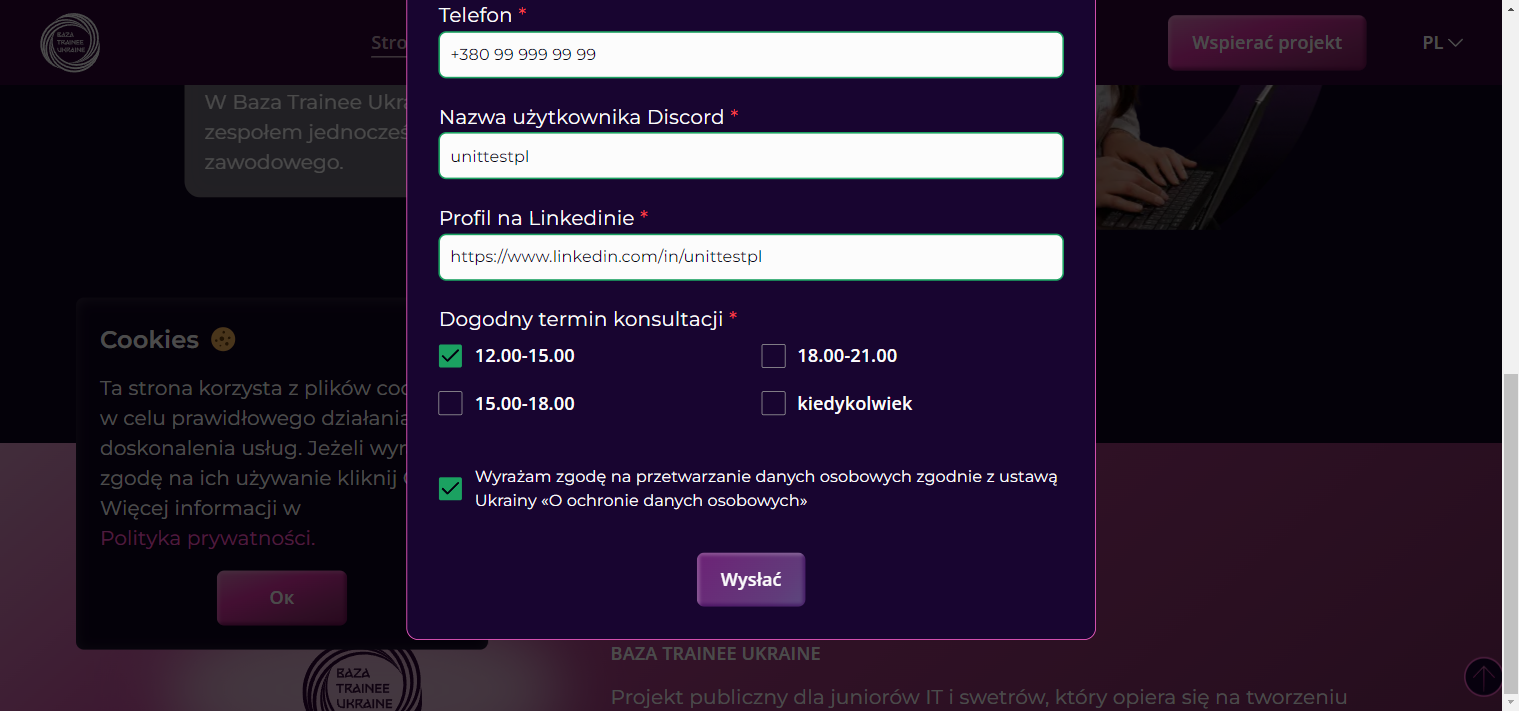 BAZA
TRAINEE
UKRAINE
Stro
Wspierać projekt
PL
Telefon *
+380 99 999 99 99
Nazwa użytkownika Discord *
unittestpl
Profil na Linkedinie *
https://www.linkedin.com/in/unittestpl
Dogodny termin konsultacji *
12.00-15.00
18.00-21.00
15.00-18.00
kiedykolwiek
Wyrażam zgodę na przetwarzanie danych osobowych zgodnie z ustawą
Ukrainy «O ochronie danych osobowych»
Wysłać
W Baza Trainee Ukra
zespołem jednocześ
zawodowego.
Cookies
Ta strona korzysta z plików coo
w celu prawidłowego działania
doskonalenia usług. Jeżeli wyr
zgodę na ich używanie kliknij
Więcej informacji w
Polityka prywatności.
Ок
BAZA
TRAINEE
UKRAINE
BAZA TRAINEE UKRAINE
Projekt publiczny dla juniorów IT i swetrów, który opiera się na tworzeniu